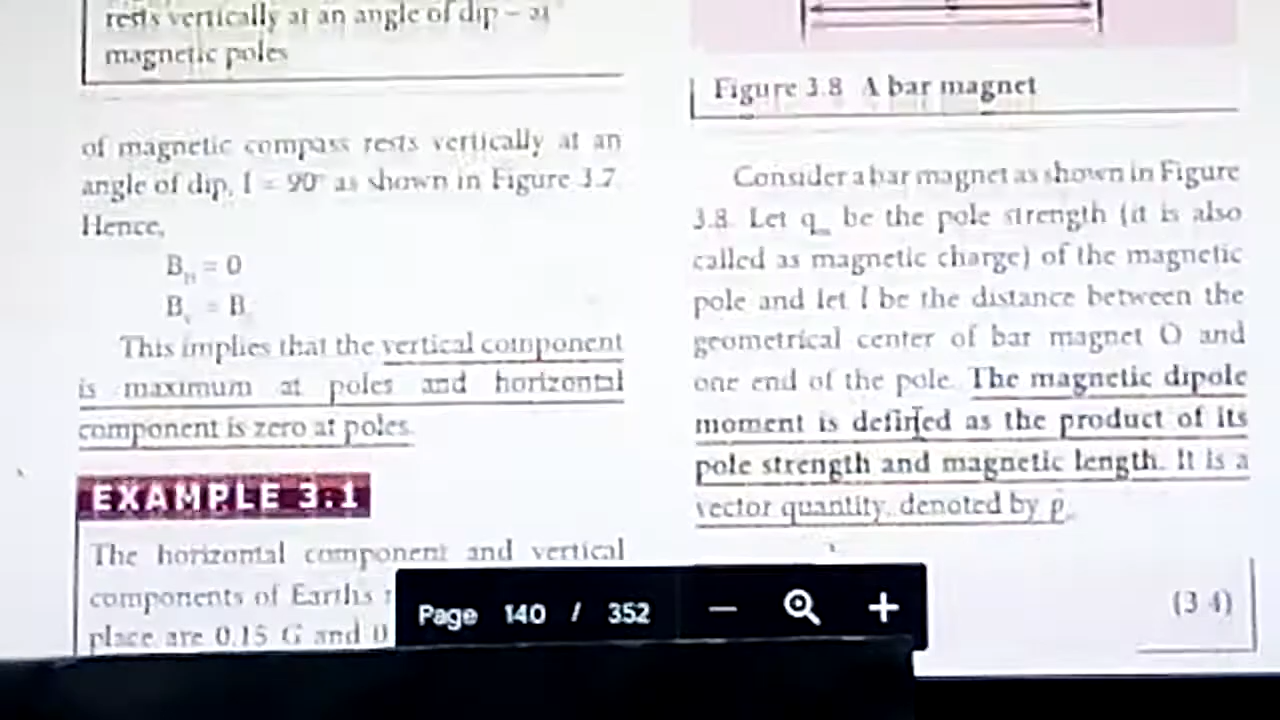 rests vertically at an angle of dip – at
magnetic poles
of magnetic compass rests vertically at an
angle of dip, I = 90° as shown in Figure 3.7.
Hence,
B_H = 0
B_V = B
This implies that the vertical component
is maximum at poles and horizontal
component is zero at poles.
EXAMPLE 3.1
The horizontal component and vertical
components of Earth's
place are 0.15 G and 0
Figure 3.8 A bar magnet
Consider a bar magnet as shown in Figure
3.8. Let q_m be the pole strength (it is also
called as magnetic charge) of the magnetic
pole and let l be the distance between the
geometrical center of bar magnet O and
one end of the pole. The magnetic dipole
moment is defined as the product of its
pole strength and magnetic length. It is a
vector quantity, denoted by p
(3.4)
Page 140 / 352